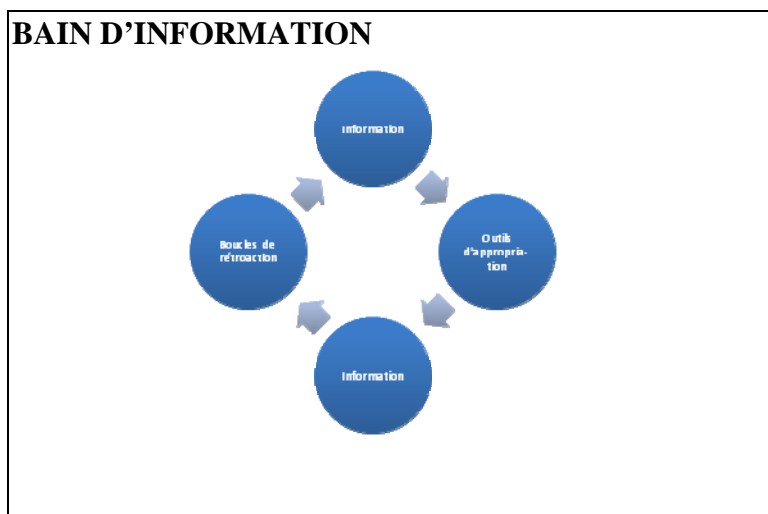 BAIN D’INFORMATION
Information
Outils
d'appropria-
tion
Information
Boucles de
rétroaction